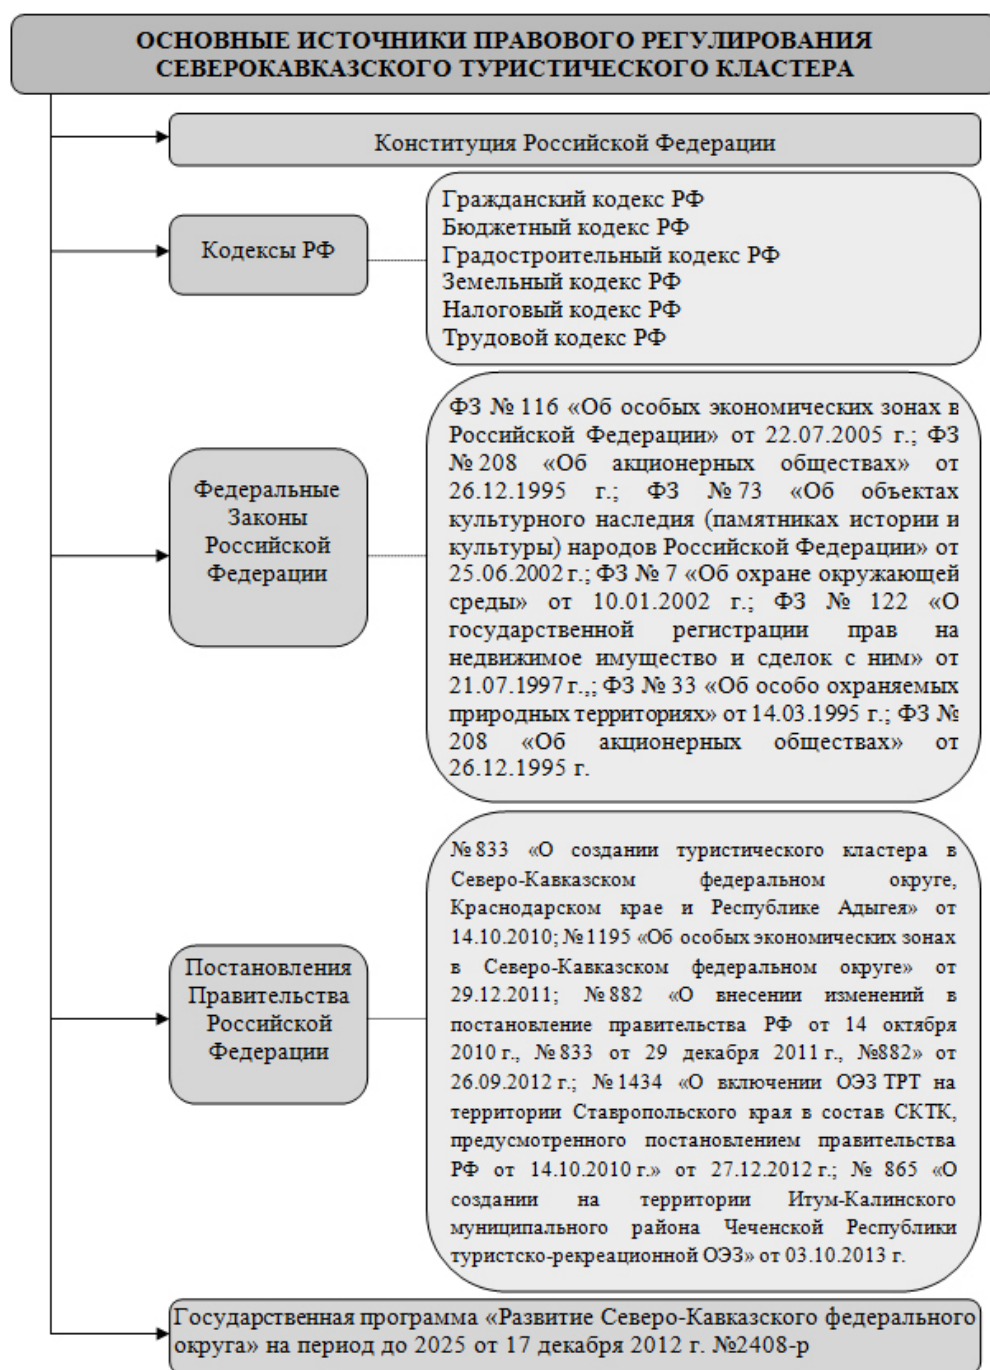 ОСНОВНЫЕ ИСТОЧНИКИ ПРАВОВОГО РЕГУЛИРОВАНИЯ
СЕВЕРОКАВКАЗСКОГО ТУРИСТИЧЕСКОГО КЛАСТЕРА
Конституция Российской Федерации
Кодексы РФ
Гражданский кодекс РФ
Бюджетный кодекс РФ
Градостроительный кодекс РФ
Земельный кодекс РФ
Налоговый кодекс РФ
Трудовой кодекс РФ
Федеральные
Законы
Российской
Федерации
ФЗ № 116 «Об особых экономических зонах в
Российской Федерации» от 22.07.2005 г.; ФЗ
№ 208 «Об акционерных обществах» от
26.12.1995 г.; ФЗ № 73 «Об объектах
культурного наследия (памятниках истории и
культуры) народов Российской Федерации» от
25.06.2002 г.; ФЗ № 7 «Об охране окружающей
среды» от 10.01.2002 г.; ФЗ № 122 «О
государственной регистрации прав на
недвижимое имущество и сделок с ним» от
21.07.1997 г.,; ФЗ № 33 «Об особо охраняемых
природных территориях» от 14.03.1995 г.; ФЗ №
208 «Об акционерных обществах» от
26.12.1995 г.
Постановления
Правительства
Российской
Федерации
№ 833 «О создании туристического кластера в
Северо-Кавказском федеральном округе,
Краснодарском крае и Республике Адыгея» от
14.10.2010; № 1195 «Об особых экономических зонах
в Северо-Кавказском федеральном округе» от
29.12.2011; № 882 «О внесении изменений в
постановление правительства РФ от 14 октября
2010 г., № 833 от 29 декабря 2011 г., №882» от
26.09.2012 г.; № 1434 «О включении ОЭЗ ТРТ на
территории Ставропольского края в состав СКТК,
предусмотренного постановлением правительства
РФ от 14.10.2010 г.» от 27.12.2012 г.; № 865 «О
создании на территории Итум-Калинского
муниципального района Чеченской Республики
туристско-рекреационной ОЭЗ» от 03.10.2013 г.
Государственная программа «Развитие Северо-Кавказского федерального
округа» на период до 2025 от 17 декабря 2012 г. №2408-р